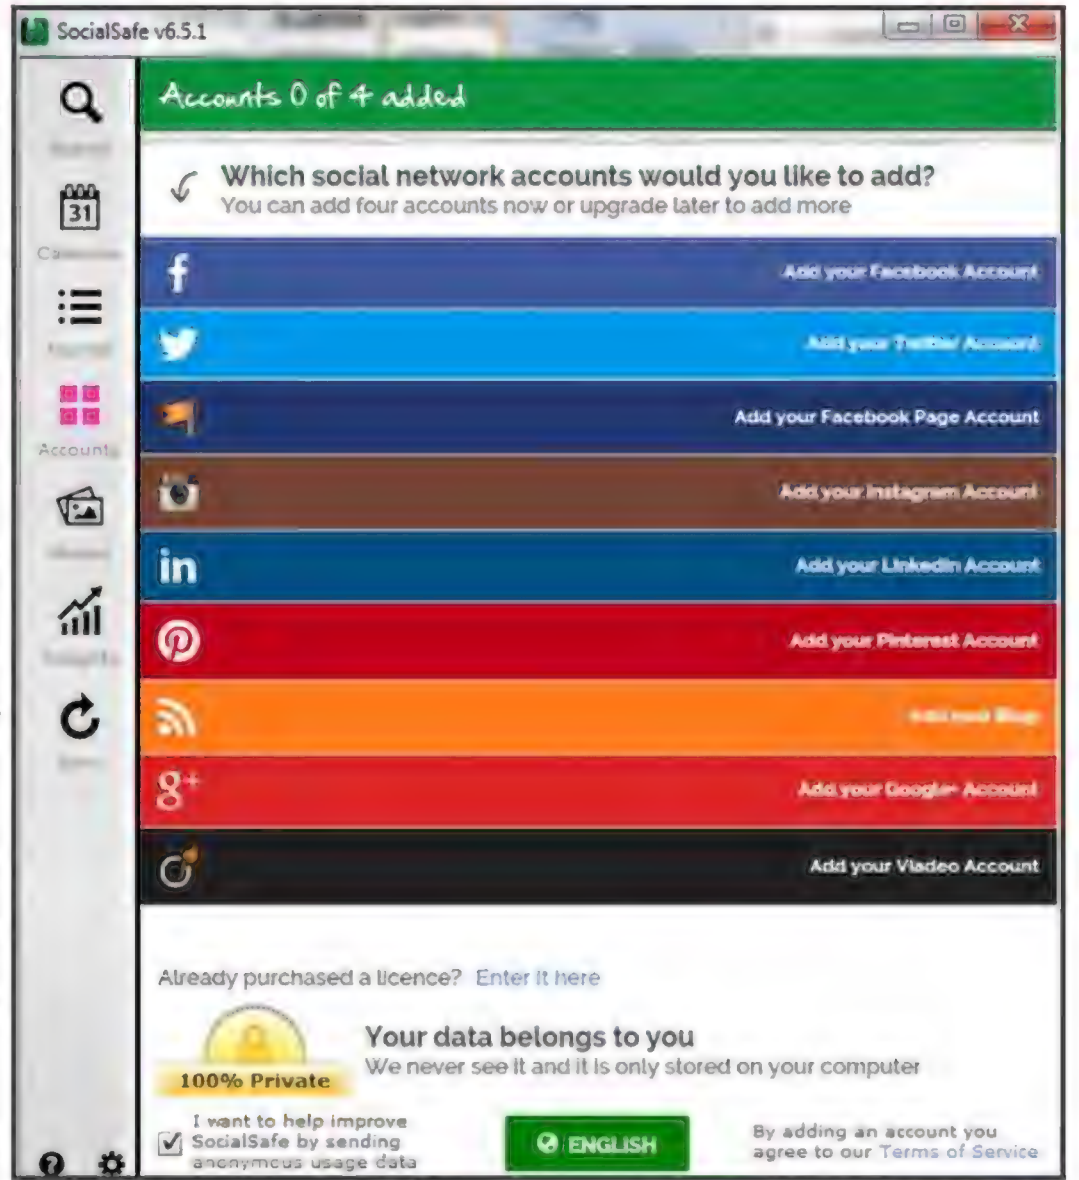 SocialSafe v6.5.1
Accounts 0 of 4 added
Which social network accounts would you like to add?
You can add four accounts now or upgrade later to add more
31
Add your Facebook Account
Add your Twitter Account
Add your Facebook Page Account
Accounts
Add your Instagram Account
in
Add your LinkedIn Account
Add your Pinterest Account
g+
Add your Google+ Account
Add your Viadeo Account
Already purchased a licence? Enter it here
Your data belongs to you
We never see it and it is only stored on your computer
100% Private
I want to help improve
SocialSafe by sending
anonymous usage data
ENGLISH
By adding an account you
agree to our Terms of Service